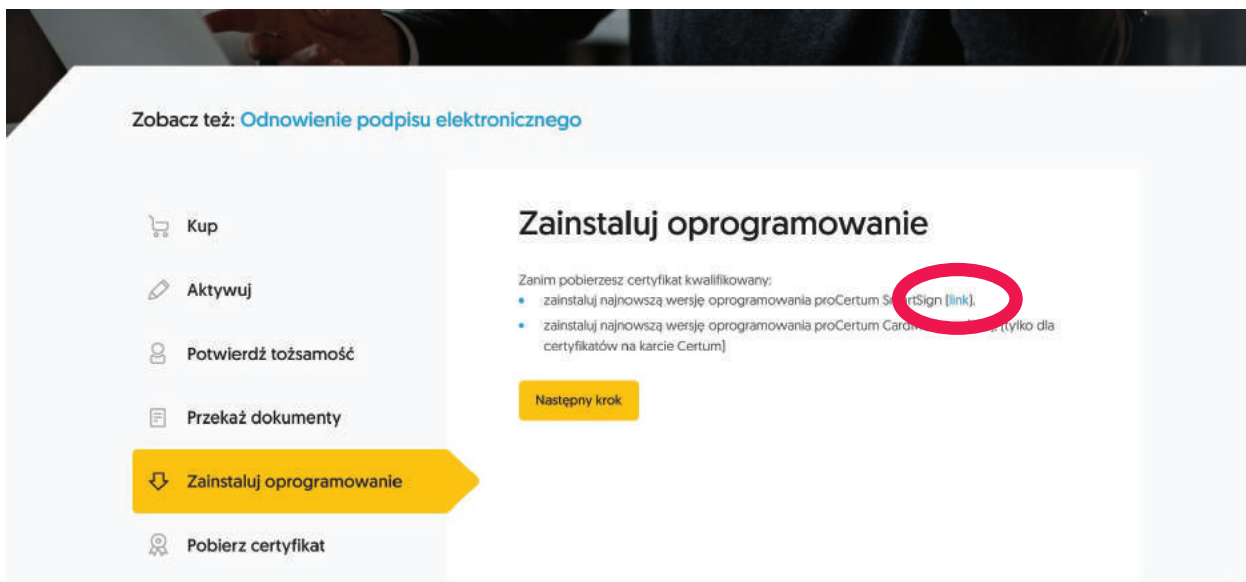 Zobacz też: Odnowienie podpisu elektronicznego
Kup
Aktywuj
Potwierdź tożsamość
Przekaż dokumenty
Zainstaluj oprogramowanie
Pobierz certyfikat
Zainstaluj oprogramowanie
Zanim pobierzesz certyfikat kwalifikowany:
zainstaluj najnowszą wersję oprogramowania proCertum SmartSign (link).
zainstaluj najnowszą wersję oprogramowania proCertum (tylko dla
certyfikatów na karcie Certum)
Następny krok